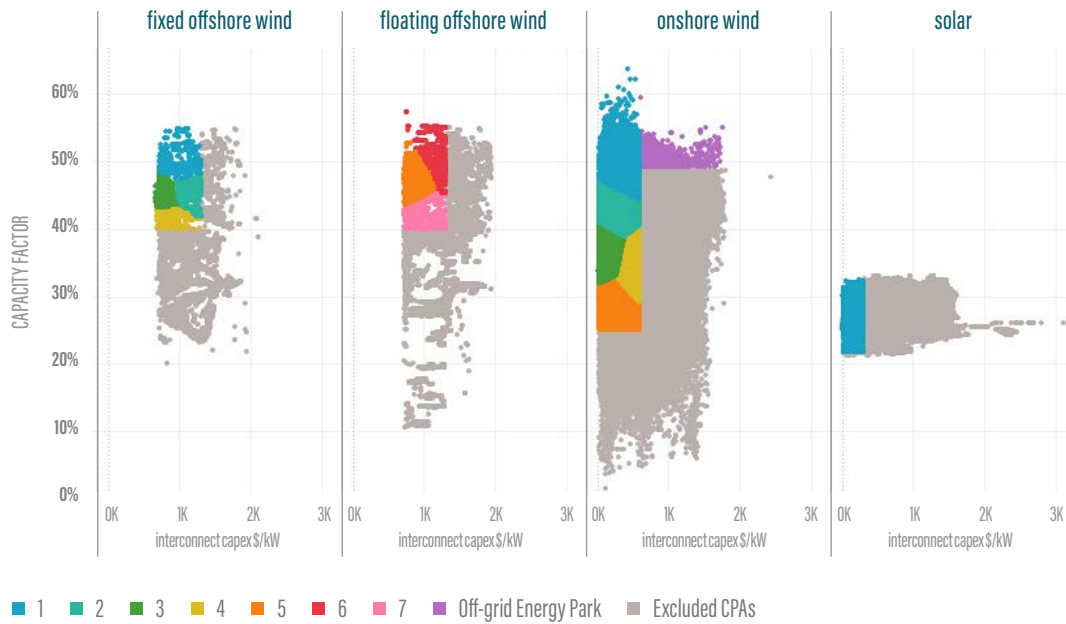 fixed offshore wind
floating offshore wind
onshore wind
solar
CAPACITY FACTOR
60%
50%
40%
30%
20%
10%
0%
0K 1K 2K 3K
0K 1K 2K 3K
0K 1K 2K 3K
0K 1K 2K 3K
interconnect capex $/kW
interconnect capex $/kW
interconnect capex $/kW
interconnect capex $/kW
1 2 3 4 5 6 7 Off-grid Energy Park Excluded CPAs